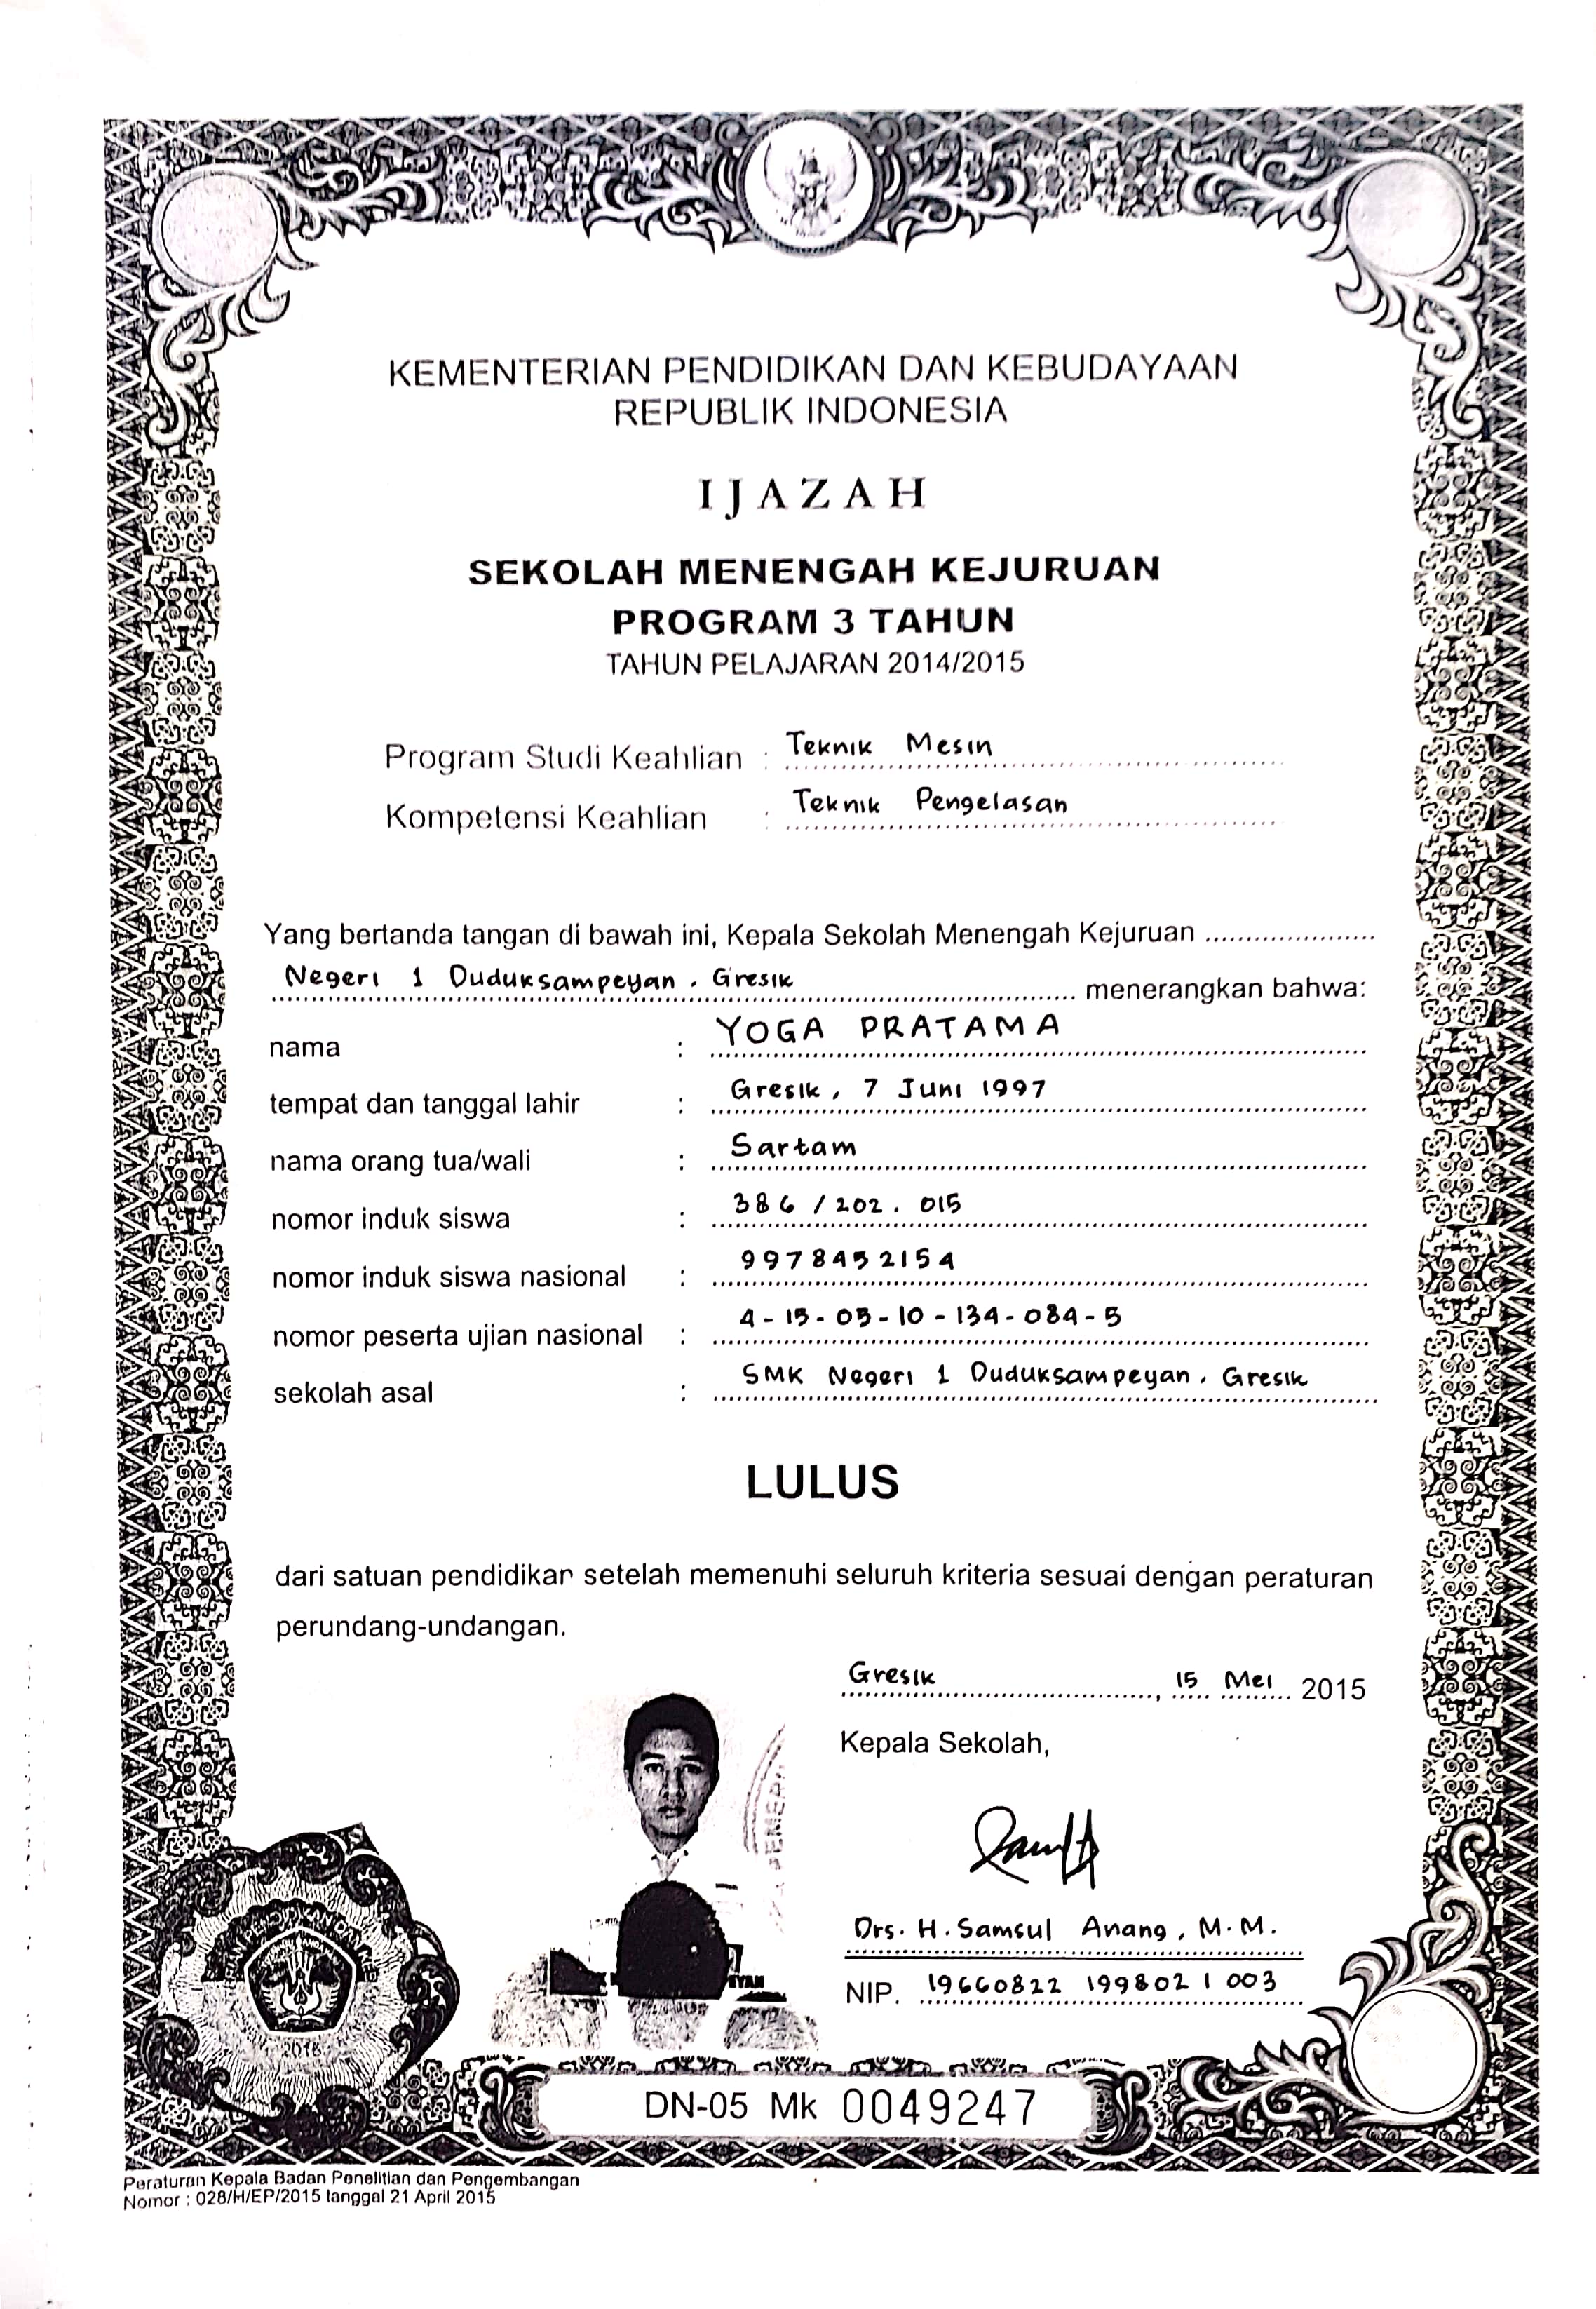 KEMENTERIAN PENDIDIKAN DAN KEBUDAYAAN
REPUBLIK INDONESIA
IJAZAH
SEKOLAH MENENGAH KEJURUAN
PROGRAM 3 TAHUN
TAHUN PELAJARAN 2014/2015
Program Studi Keahlian : Teknik Mesin
Kompetensi Keahlian : Teknik Pengelasan
Yang bertanda tangan di bawah ini, Kepala Sekolah Menengah Kejuruan
Negeri 1 Duduksampeyan, Gresik menerangkan bahwa:
nama : YOGA PRATAMA
tempat dan tanggal lahir : Gresik, 7 Juni 1997
nama orang tua/wali : Sartam
nomor induk siswa : 386 / 202. 015
nomor induk siswa nasional : 9978452154
nomor peserta ujian nasional : 4-15-05-10-134-084-5
sekolah asal : SMK Negeri 1 Duduksampeyan, Gresik
LULUS
dari satuan pendidikan setelah memenuhi seluruh kriteria sesuai dengan peraturan
perundang-undangan.
Gresik, 15 Mei 2015
Kepala Sekolah,
Drs. H. Samsul Anang, M.M.
NIP. 19660822 199802 1 003
DN-05 Mk 0049247
Peraturan Kepala Badan Penelitian dan Pengembangan
Nomor : 028/H/EP/2015 tanggal 21 April 2015